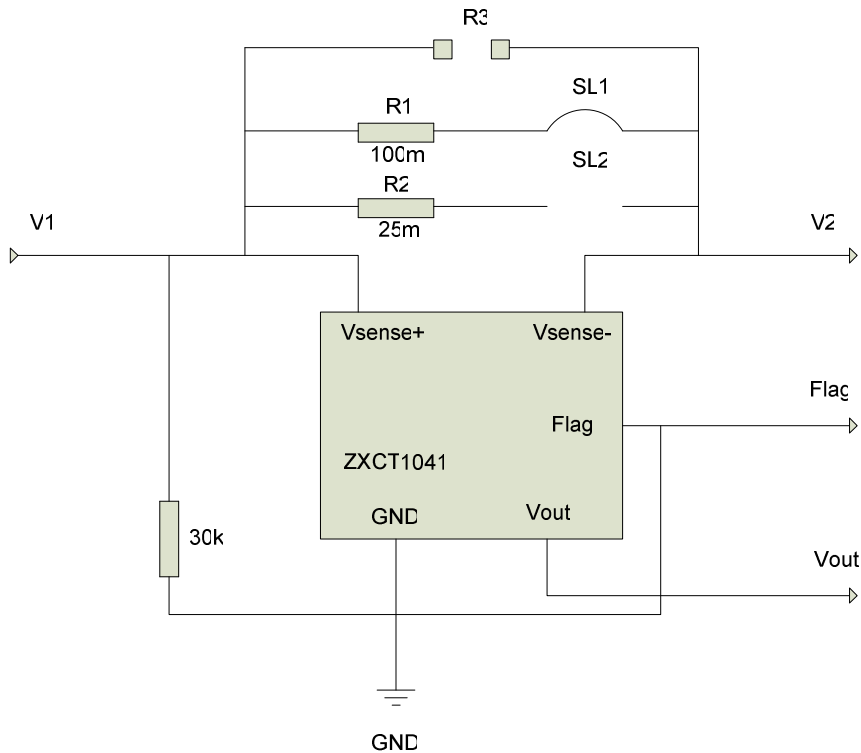 R3
SL1
R1
100m
SL2
R2
25m
V1
V2
Vsense+
Vsense-
Flag
Flag
ZXCT1041
GND
Vout
30k
Vout
GND